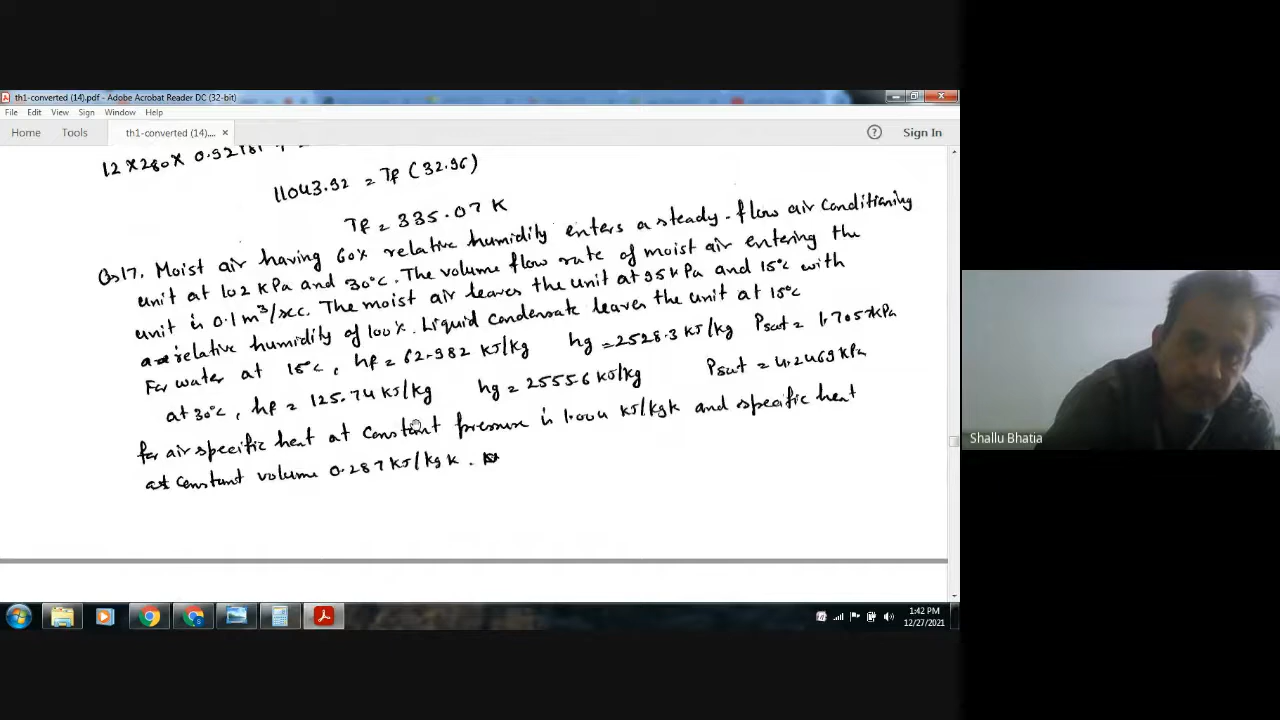 th1-converted (14).pdf - Adobe Acrobat Reader DC (32-bit)
File Edit View Sign Window Help
Home Tools th1-converted (14).... × Sign In
12 x 280 x
11043.92 = Tf (32.96)
Tf = 335.07 K
Qs17. Moist air having 60% relative humidity enters a steady-flow air conditioning
unit at 102 kPa and 30°C. The volume flow rate of moist air entering the
unit is 0.1 m³/sec. The moist air leaves the unit at 95 kPa and 15°C with
a relative humidity of 100%. Liquid condensate leaves the unit at 15°C
For water at 15°C, hf = 62.982 KJ/kg hg = 2528.3 KJ/kg Psat = 1.7057kPa
at 30°C, hf = 125.74 KJ/kg hg = 2555.6 KJ/kg Psat = 4.2469 kPa
for air specific heat at constant pressure is 1.004 KJ/kgK and specific heat
at constant volume 0.287 KJ/kg K.
Shallu Bhatia
1:42 PM
12/27/2021